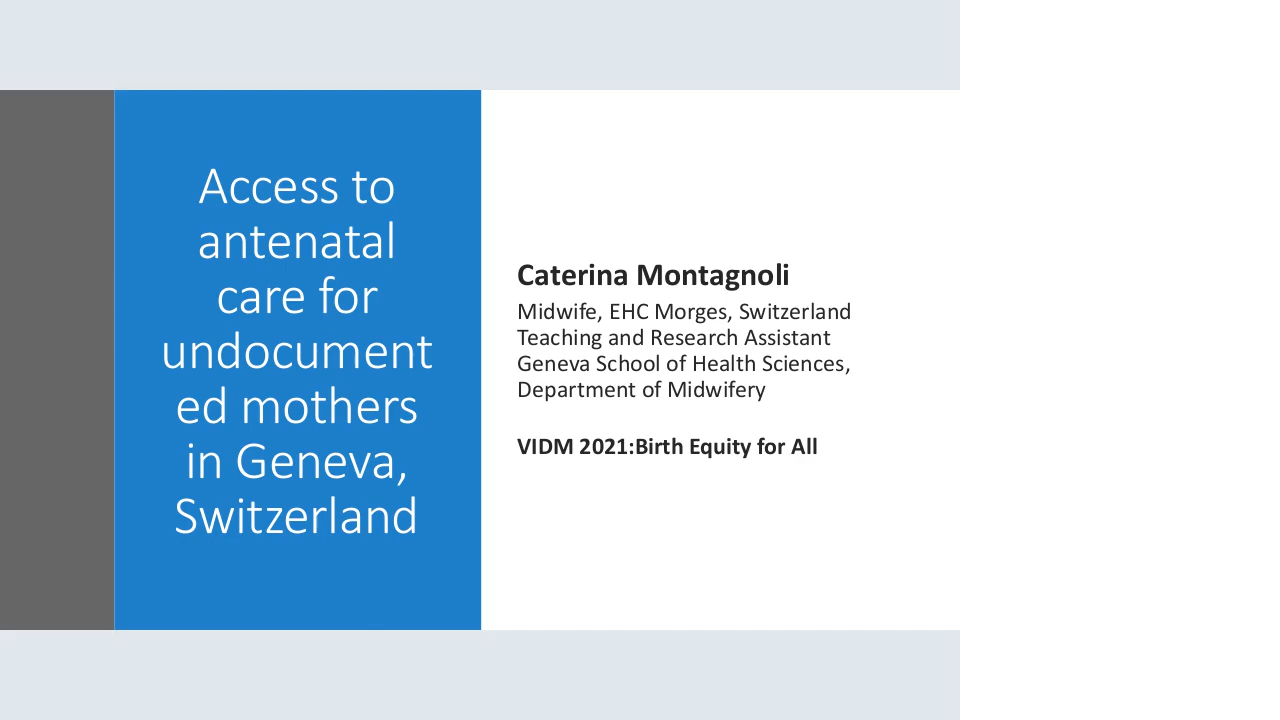 Access to
antenatal
care for
undocument
ed mothers
in Geneva,
Switzerland
Caterina Montagnoli
Midwife, EHC Morges, Switzerland
Teaching and Research Assistant
Geneva School of Health Sciences,
Department of Midwifery
VIDM 2021:Birth Equity for All